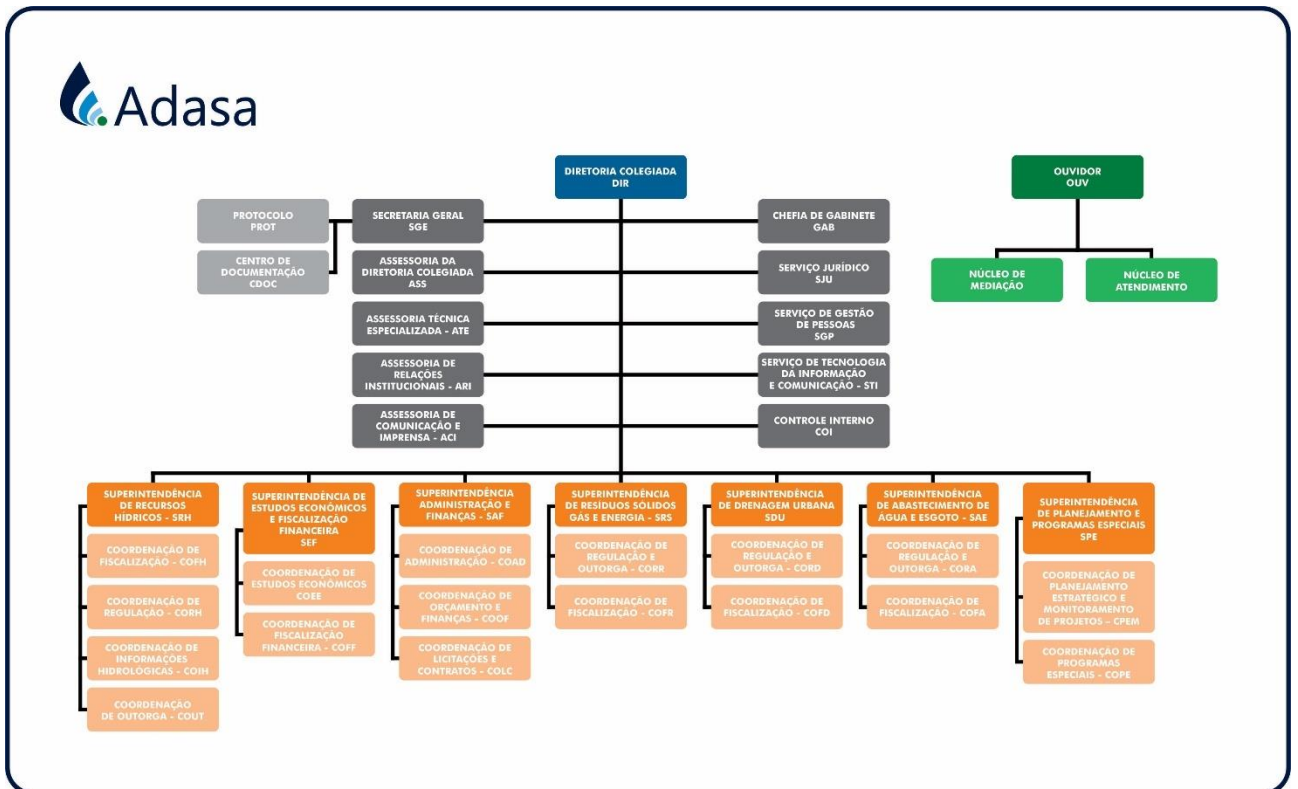 Adasa
DIRETORIA COLEGIADA
DIR
OUVIDOR
OUV
PROTOCOLO
PROT
SECRETARIA GERAL
SGE
CHEFIA DE GABINETE
GAB
CENTRO DE
DOCUMENTAÇÃO
CDOC
ASSESSORIA DA
DIRETORIA COLEGIADA
ASS
SERVIÇO JURÍDICO
SJU
NÚCLEO DE
MEDIAÇÃO
NÚCLEO DE
ATENDIMENTO
ASSESSORIA TÉCNICA
ESPECIALIZADA - ATE
SERVIÇO DE GESTÃO
DE PESSOAS
SGP
ASSESSORIA DE
RELAÇÕES
INSTITUCIONAIS - ARI
SERVIÇO DE TECNOLOGIA
DA INFORMAÇÃO
E COMUNICAÇÃO - STI
ASSESSORIA DE
COMUNICAÇÃO E
IMPRENSA - ACI
CONTROLE INTERNO
COI
SUPERINTENDÊNCIA
DE RECURSOS
HÍDRICOS - SRH
COORDENAÇÃO DE
FISCALIZAÇÃO - COFH
COORDENAÇÃO DE
REGULAÇÃO - CORH
COORDENAÇÃO DE
INFORMAÇÕES
HIDROLÓGICAS - COIH
COORDENAÇÃO
DE OUTORGA - COUT
SUPERINTENDÊNCIA DE
ESTUDOS ECONÔMICOS
E FISCALIZAÇÃO
FINANCEIRA
SEF
COORDENAÇÃO DE
ESTUDOS ECONÔMICOS
COEE
COORDENAÇÃO DE
FISCALIZAÇÃO
FINANCEIRA - COFF
SUPERINTENDÊNCIA
ADMINISTRAÇÃO E
FINANÇAS - SAF
COORDENAÇÃO DE
ADMINISTRAÇÃO - COAD
COORDENAÇÃO DE
ORÇAMENTO E
FINANÇAS - COOF
COORDENAÇÃO DE
LICITAÇÕES E
CONTRATOS - COLC
SUPERINTENDÊNCIA
DE RESÍDUOS SÓLIDOS
GÁS E ENERGIA - SRS
COORDENAÇÃO DE
REGULAÇÃO E
OUTORGA - CORR
COORDENAÇÃO DE
FISCALIZAÇÃO - COFR
SUPERINTENDÊNCIA
DE DRENAGEM URBANA
SDU
COORDENAÇÃO DE
REGULAÇÃO E
OUTORGA - CORD
COORDENAÇÃO DE
FISCALIZAÇÃO - COFD
SUPERINTENDÊNCIA
DE ABASTECIMENTO DE
ÁGUA E ESGOTO - SAE
COORDENAÇÃO DE
REGULAÇÃO E
OUTORGA - CORA
COORDENAÇÃO DE
FISCALIZAÇÃO - COFA
SUPERINTENDÊNCIA
DE PLANEJAMENTO E
PROGRAMAS ESPECIAIS
SPE
COORDENAÇÃO DE
PLANEJAMENTO
ESTRATÉGICO E
MONITORAMENTO
DE PROJETOS - CPEM
COORDENAÇÃO DE
PROGRAMAS
ESPECIAIS - COPE